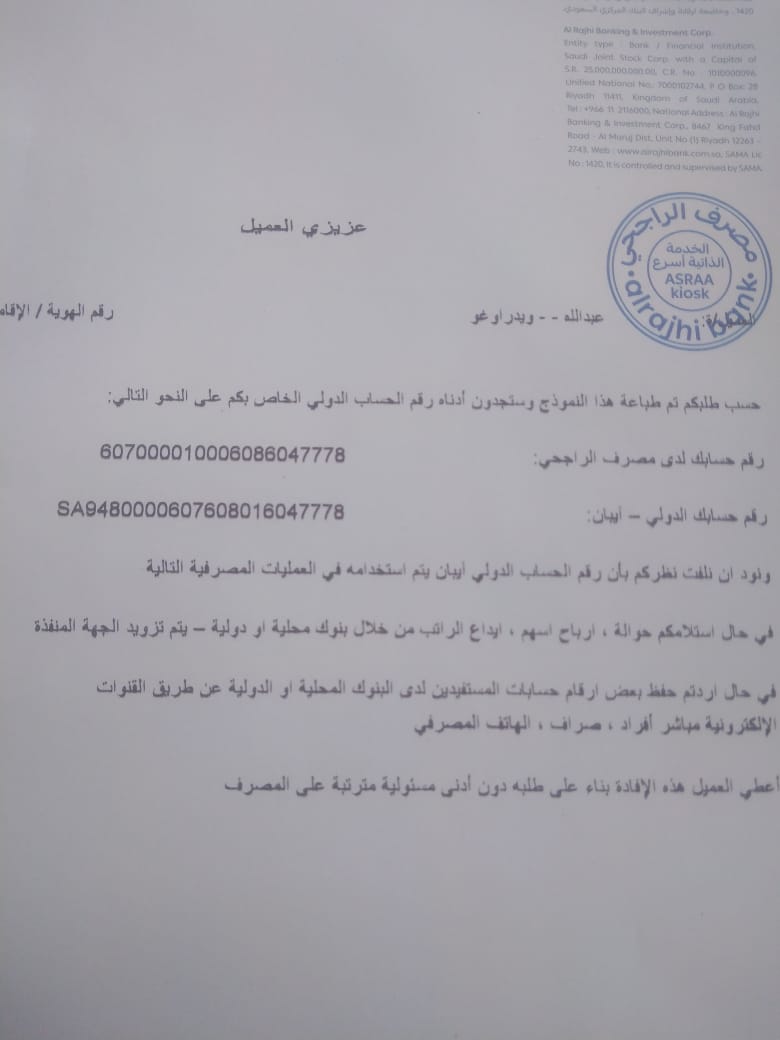 1420 ، وخاضعة لرقابة وإشراف البنك المركزي السعودي.
Al Rajhi Banking & Investment Corp.
Entity type : Bank / Financial Institution,
Saudi Joint Stock Corp. with a Capital of
S.R. 25,000,000,000.00, C.R. No : 1010000096,
Unified National No.: 7000102744, P. O Box: 28
Riyadh 11411, Kingdom of Saudi Arabia,
Tel : +966 11 2116000, National Address : Al Rajhi
Banking & Investment Corp., 8467 King Fahd
Road - Al Muruj Dist, Unit No (1) Riyadh 12263 -
2743, Web : www.alrajhibank.com.sa, SAMA Lic
No : 1420, It is controlled and supervised by SAMA
مصرف الراجحي
الخدمة
الذاتية أسرع
ASRAA
kiosk
alrajhi bank
عزيزي العميل
عبدالله - - ويدراوغو
رقم الهوية / الإقام
حسب طلبكم تم طباعة هذا النموذج وستجدون أدناه رقم الحساب الدولي الخاص بكم على النحو التالي:
رقم حسابك لدى مصرف الراجحي: 607000010006086047778
رقم حسابك الدولي – آيبان: SA9480000607608016047778
ونود ان نلفت نظركم بأن رقم الحساب الدولي آيبان يتم استخدامه في العمليات المصرفية التالية
في حال استلامكم حوالة ، ارباح اسهم ، ايداع الراتب من خلال بنوك محلية او دولية – يتم تزويد الجهة المنفذة
في حال اردتم حفظ بعض ارقام حسابات المستفيدين لدى البنوك المحلية او الدولية عن طريق القنوات
الإلكترونية مباشر أفراد ، صراف ، الهاتف المصرفي
أعطي العميل هذه الإفادة بناء على طلبه دون أدنى مسئولية مترتبة على المصرف